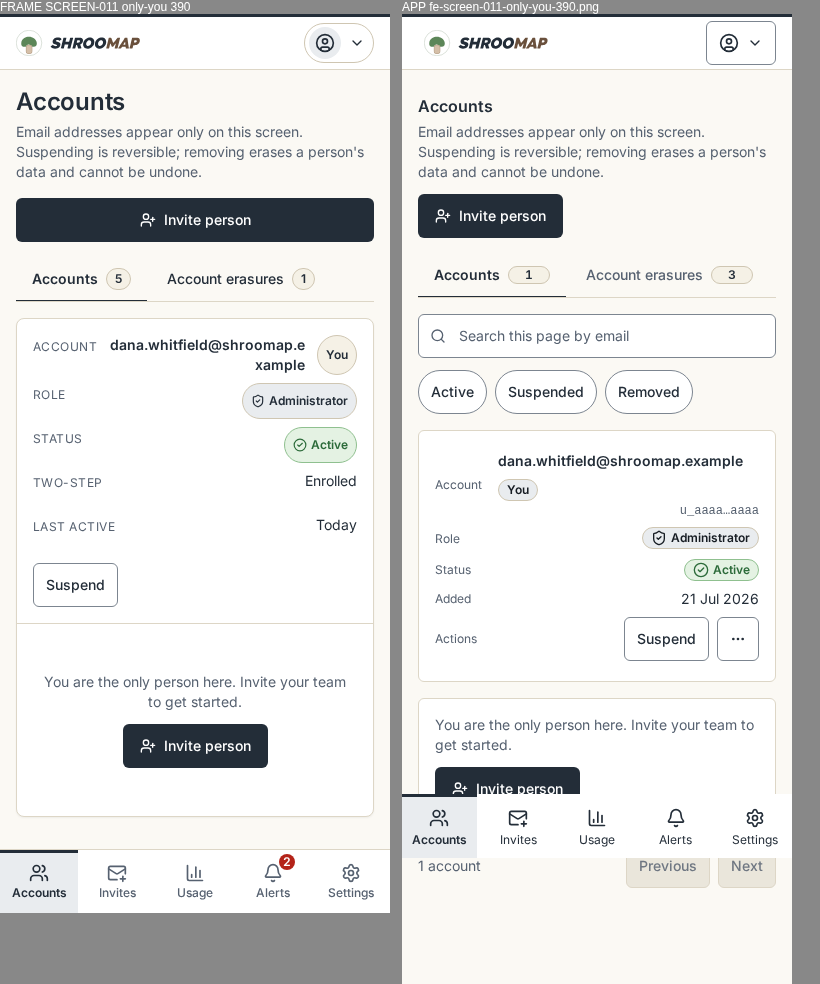 FRAME SCREEN-011 only-you 390
SHROOMAP
Accounts
Email addresses appear only on this screen.
Suspending is reversible; removing erases a person's
data and cannot be undone.
Invite person
Accounts 5 Account erasures 1
ACCOUNT dana.whitfield@shroomap.e
xample You
ROLE Administrator
STATUS Active
TWO-STEP Enrolled
LAST ACTIVE Today
Suspend
You are the only person here. Invite your team
to get started.
Invite person
2
Accounts Invites Usage Alerts Settings
APP fe-screen-011-only-you-390.png
SHROOMAP
Accounts
Email addresses appear only on this screen.
Suspending is reversible; removing erases a person's
data and cannot be undone.
Invite person
Accounts 1 Account erasures 3
Search this page by email
Active Suspended Removed
dana.whitfield@shroomap.example
Account You
u_aaaa…aaaa
Role Administrator
Status Active
Added 21 Jul 2026
Actions Suspend ...
You are the only person here. Invite your team to
get started.
Invite person
Accounts Invites Usage Alerts Settings
1 account Previous Next